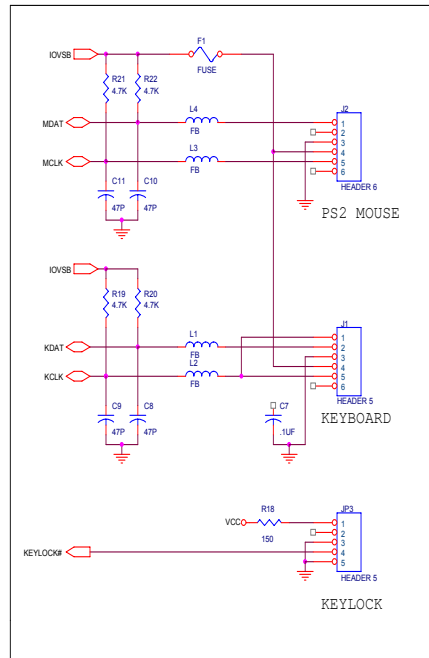 IOVSB
F1
FUSE
R21
4.7K
R22
4.7K
L4
FB
J2
MDAT
1
2
3
4
5
6
L3
FB
MCLK
HEADER 6
C11
47P
C10
47P
PS2 MOUSE
IOVSB
R19
4.7K
R20
4.7K
L1
FB
J1
KDAT
1
2
3
4
5
6
L2
FB
KCLK
HEADER 5
C9
47P
C8
47P
C7
.1UF
KEYBOARD
R18
150
VCC
JP3
1
2
3
4
5
KEYLOCK#
HEADER 5
KEYLOCK